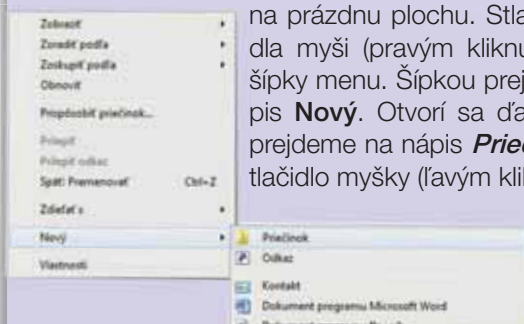 na prázdnu plochu. Stla
dla myši (pravým kliknu
šípky menu. Šípkou prej
pis Nový. Otvorí sa ďa
prejdeme na nápis Prieč
tlačidlo myšky (ľavým kli
Zobraziť
Zoradiť podľa
Zoskupiť podľa
Obnoviť
Prispôsobiť priečinok...
Prilepiť
Prilepiť odkaz
Späť: Premenovať Ctrl+Z
Zdieľať s
Nový
Vlastnosti
Priečinok
Odkaz
Kontakt
Dokument programu Microsoft Word